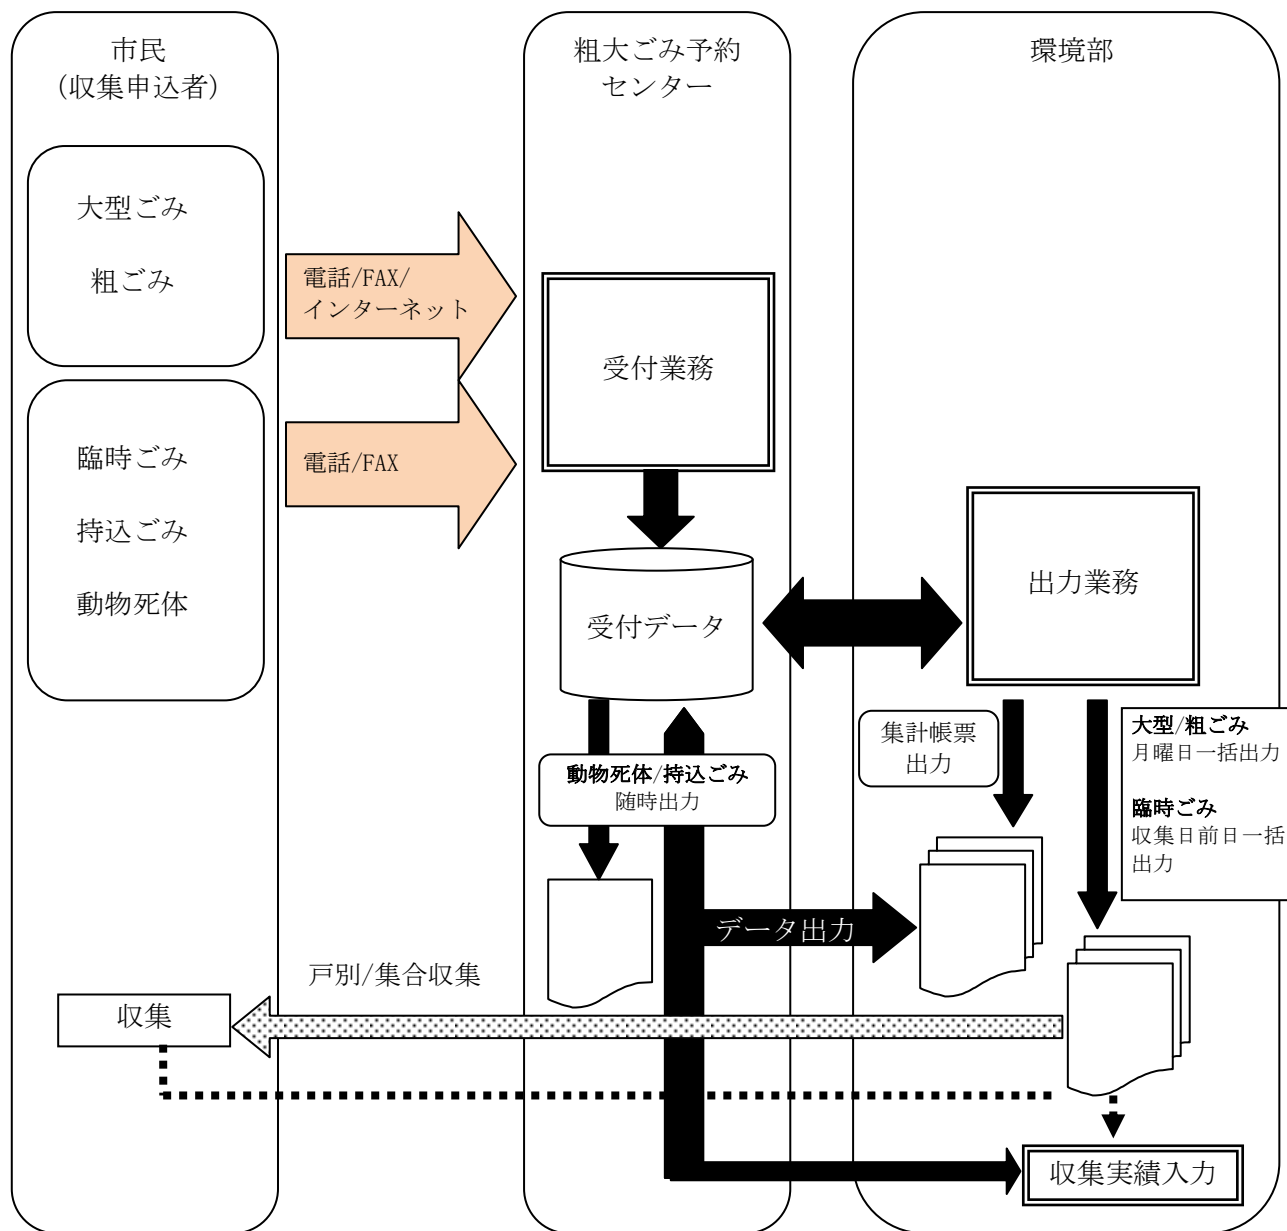 市民
(収集申込者)
大型ごみ
粗ごみ
臨時ごみ
持込ごみ
動物死体
電話/FAX/
インターネット
電話/FAX
粗大ごみ予約
センター
受付業務
受付データ
動物死体/持込ごみ
随時出力
環境部
出力業務
集計帳票
出力
大型/粗ごみ
月曜日一括出力
臨時ごみ
収集日前日一括
出力
データ出力
戸別/集合収集
収集
収集実績入力